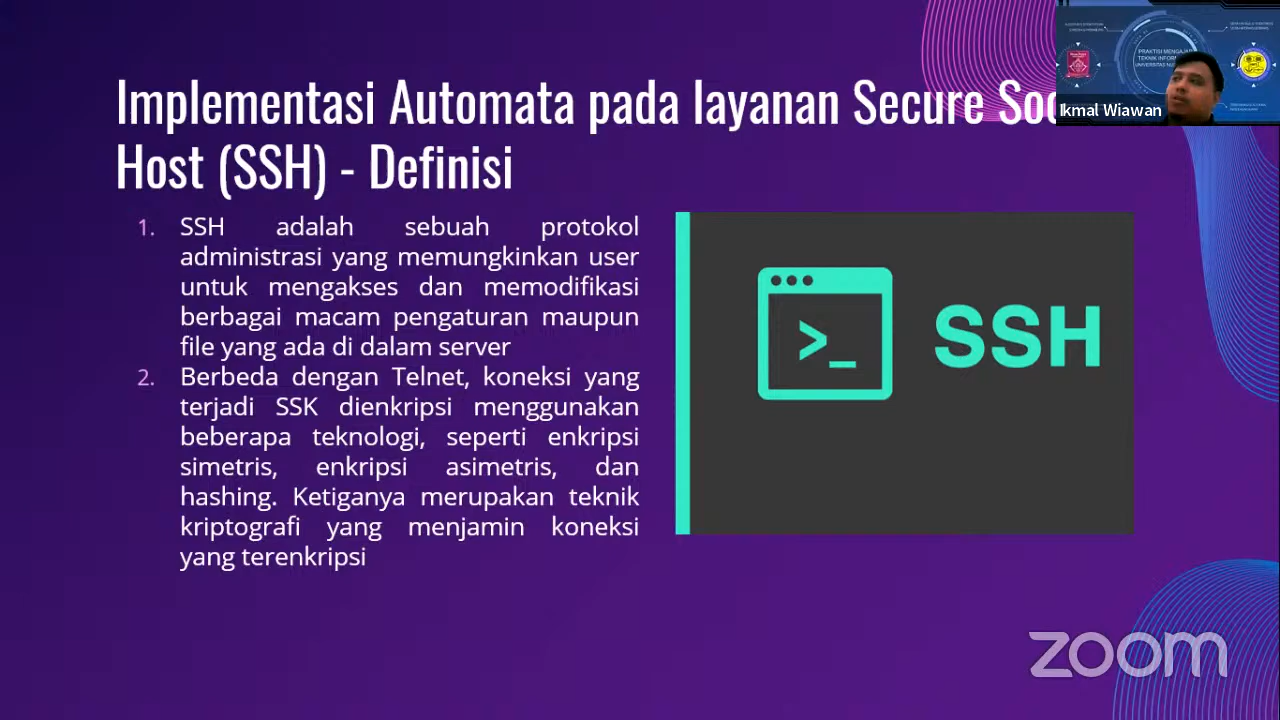 Implementasi Automata pada layanan Secure
Host (SSH) - Definisi
1. SSH adalah sebuah protokol
administrasi yang memungkinkan user
untuk mengakses dan memodifikasi
berbagai macam pengaturan maupun
file yang ada di dalam server
2. Berbeda dengan Telnet, koneksi yang
terjadi SSK dienkripsi menggunakan
beberapa teknologi, seperti enkripsi
simetris, enkripsi asimetris, dan
hashing. Ketiganya merupakan teknik
kriptografi yang menjamin koneksi
yang terenkripsi
>_ SSH
PRAKTISI MENGAJAR
Ikmal Wiawan
zoom